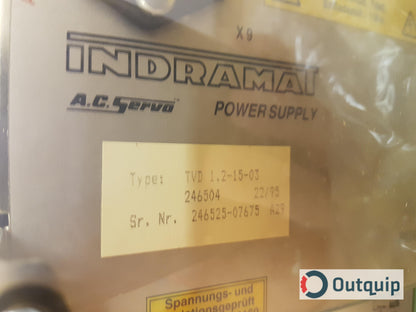 X9
INDRAMAT
A.C. Servo
POWER SUPPLY
Type: TVD 1.2-15-03
246504 22/95
Sr. Nr. 246525-07675 A29
Spannungs- und
Outquip